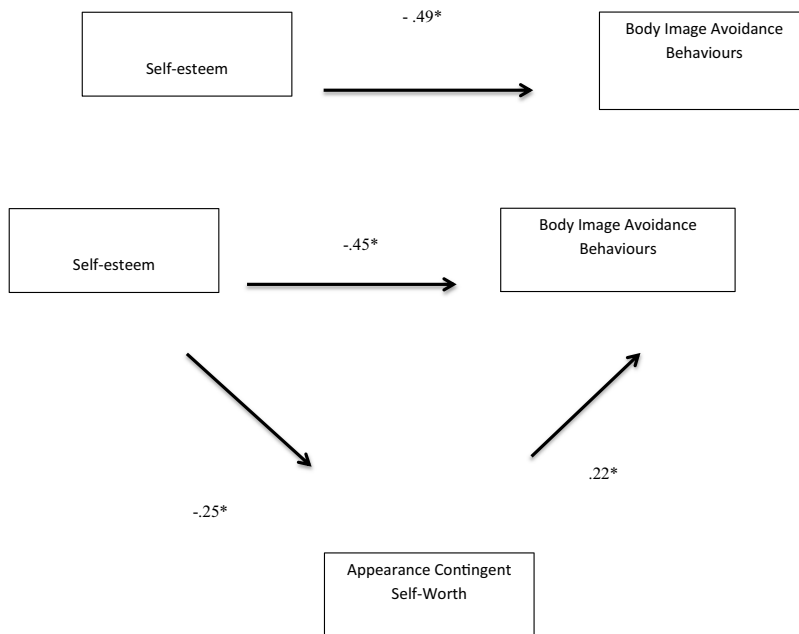 - .49*
Self-esteem
Body Image Avoidance
Behaviours
Self-esteem
-.45*
Body Image Avoidance
Behaviours
-.25*
.22*
Appearance Contingent
Self-Worth